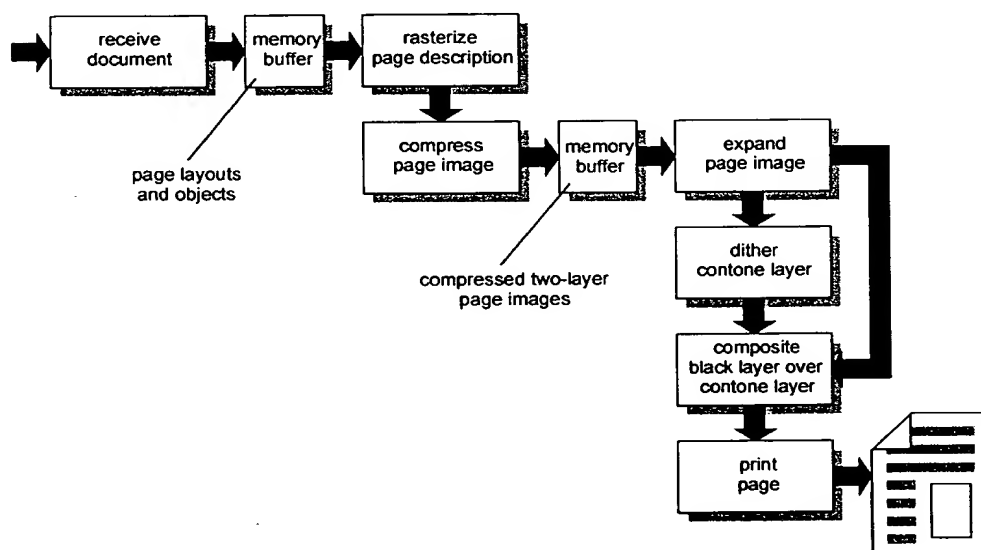 receive
document
memory
buffer
rasterize
page description
page layouts
and objects
compress
page image
memory
buffer
expand
page image
compressed two-layer
page images
dither
contone layer
composite
black layer over
contone layer
print
page